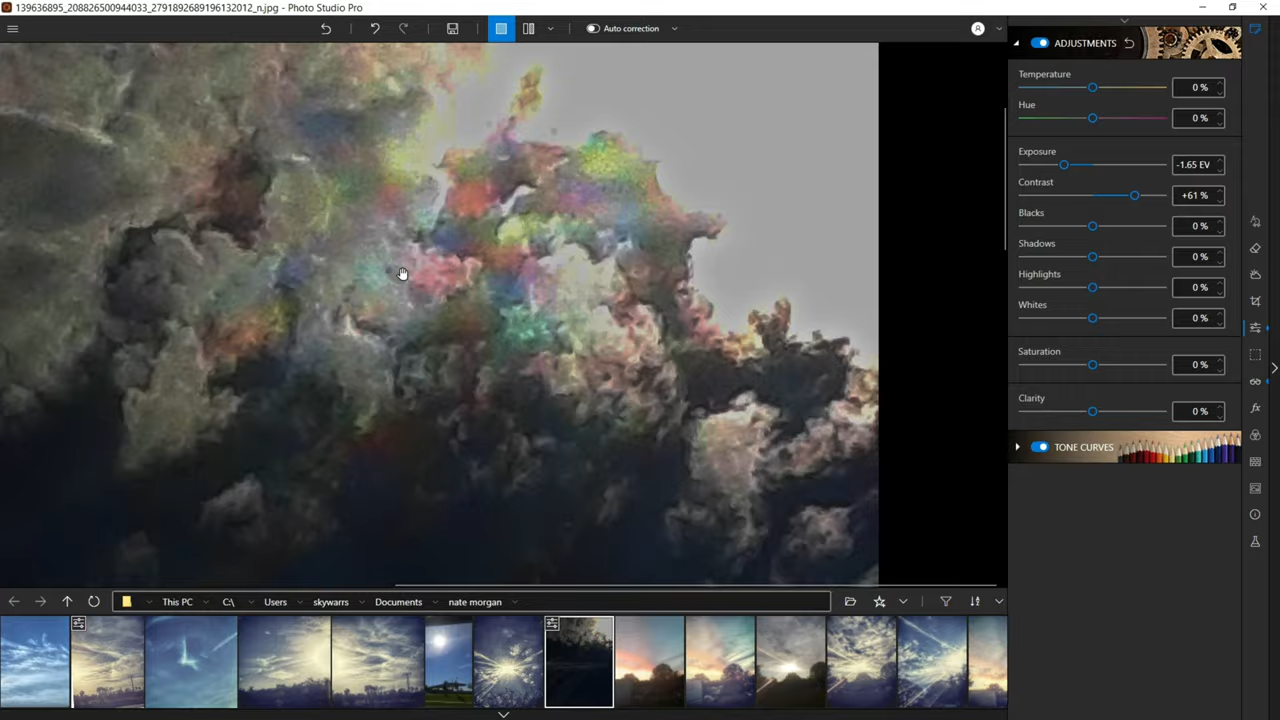 139636895_208826500944033_2791892689196132012_n.jpg - Photo Studio Pro
Auto correction
ADJUSTMENTS
Temperature
0 %
Hue
0 %
Exposure
-1.65 EV
Contrast
+61 %
Blacks
0 %
Shadows
0 %
Highlights
0 %
Whites
0 %
Saturation
0 %
Clarity
0 %
TONE CURVES
This PC
C:\
Users
skywarrs
Documents
nate morgan